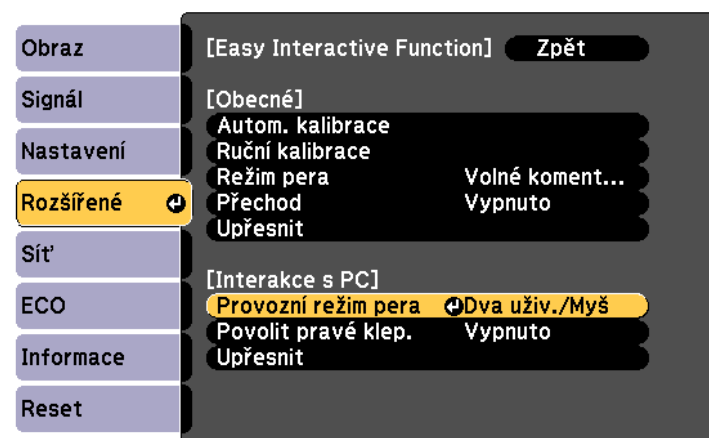 Obraz
Signál
Nastavení
Rozšířené
Síť
ECO
Informace
Reset
[Easy Interactive Function] Zpět
[Obecné]
Autom. kalibrace
Ruční kalibrace
Režim pera Volné koment...
Přechod Vypnuto
Upřesnit
[Interakce s PC]
Provozní režim pera Dva uživ./Myš
Povolit pravé klep. Vypnuto
Upřesnit